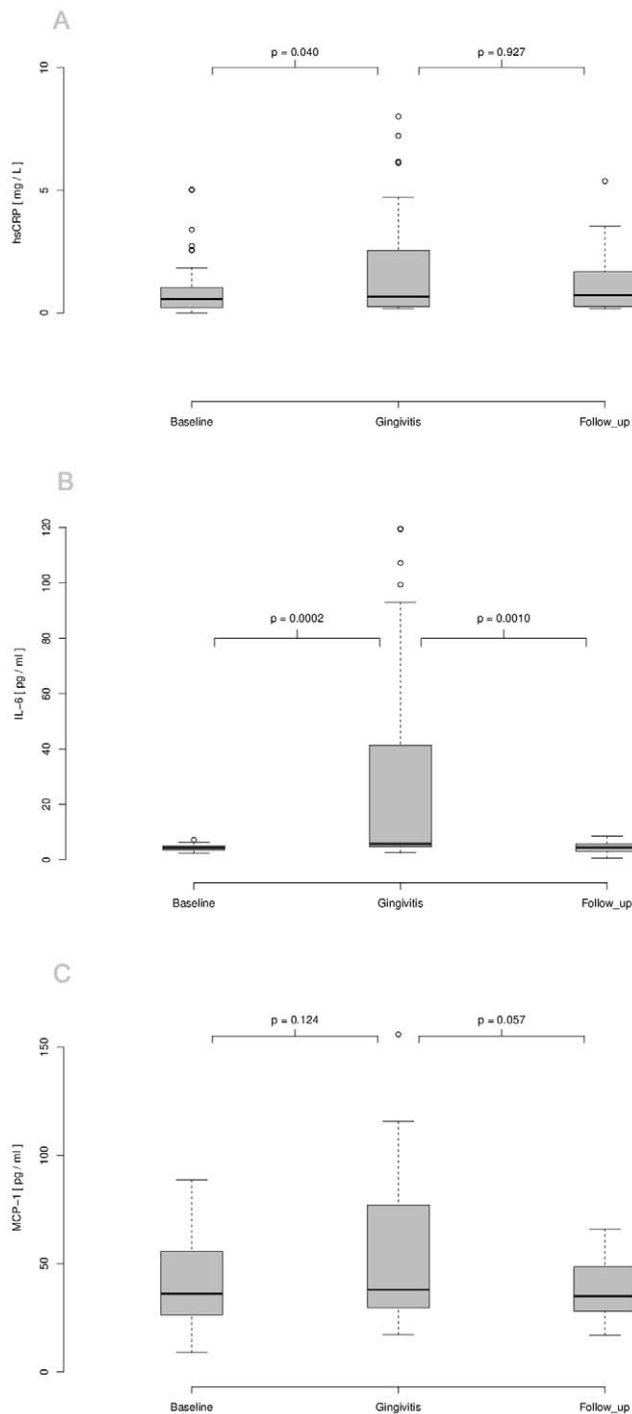 A
p = 0.040
p = 0.927
10
5
0
hsCRP [ mg / L ]
Baseline
Gingivitis
Follow_up
B
120
100
80
60
40
20
0
IL-6 [ pg / ml ]
p = 0.0002
p = 0.0010
Baseline
Gingivitis
Follow_up
C
p = 0.124
p = 0.057
150
100
50
0
MCP-1 [ pg / ml ]
Baseline
Gingivitis
Follow_up